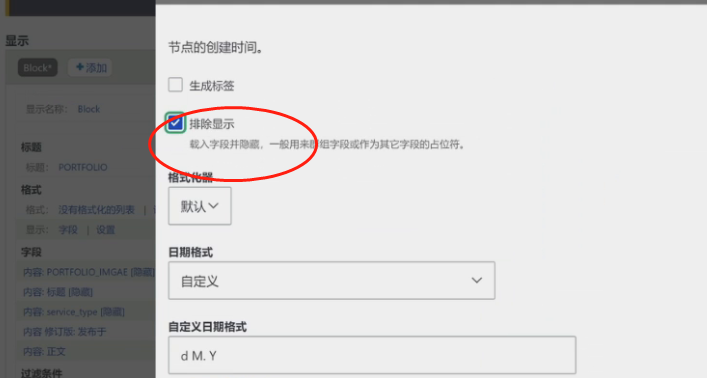 显示
Block*
添加
显示名称： Block
标题
标题： PORTFOLIO
格式
格式： 没有格式化的列表 |
显示： 字段 | 设置
字段
内容: PORTFOLIO_IMGAE [隐藏]
内容: 标题 [隐藏]
内容: service_type [隐藏]
内容 修订版: 发布于
内容: 正文
过滤条件
节点的创建时间。
生成标签
排除显示
载入字段并隐藏，一般用来群组字段或作为其它字段的占位符。
格式化器
默认
日期格式
自定义
自定义日期格式
d M. Y